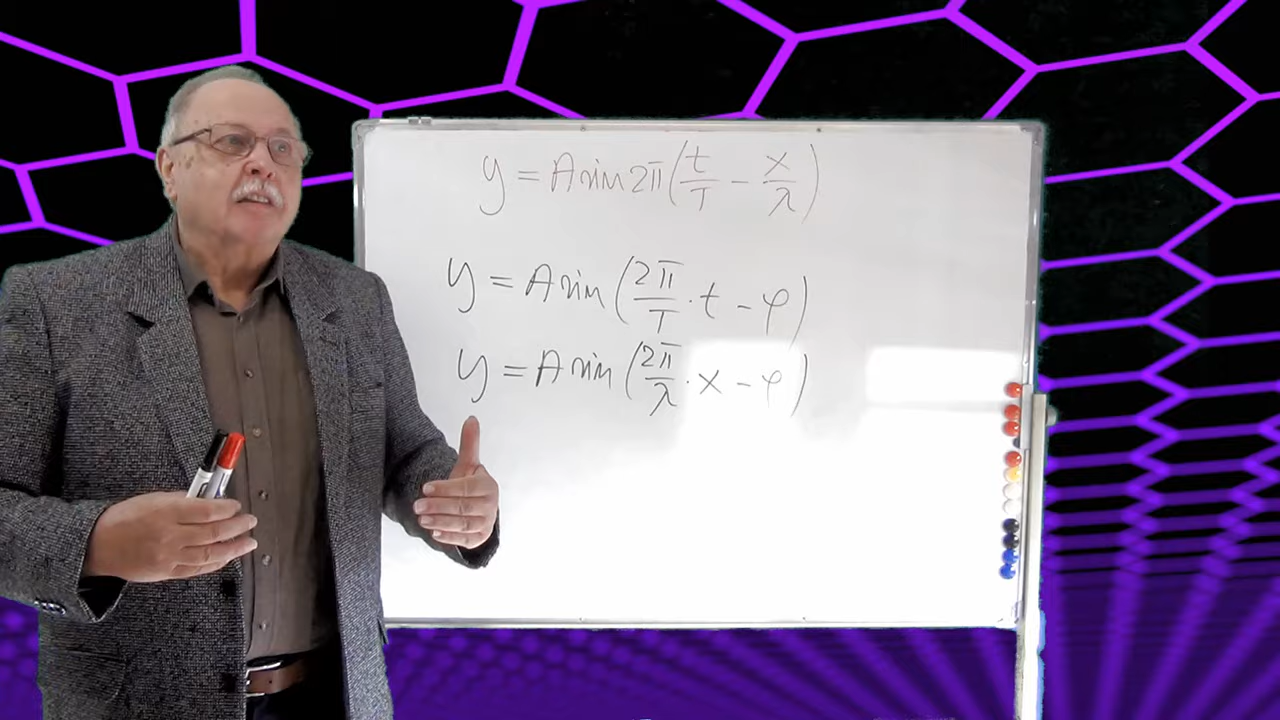 y = A sin 2π (t/T − x/λ)
y = A sin (2π/T · t − φ)
y = A sin (2π/λ · x − φ)